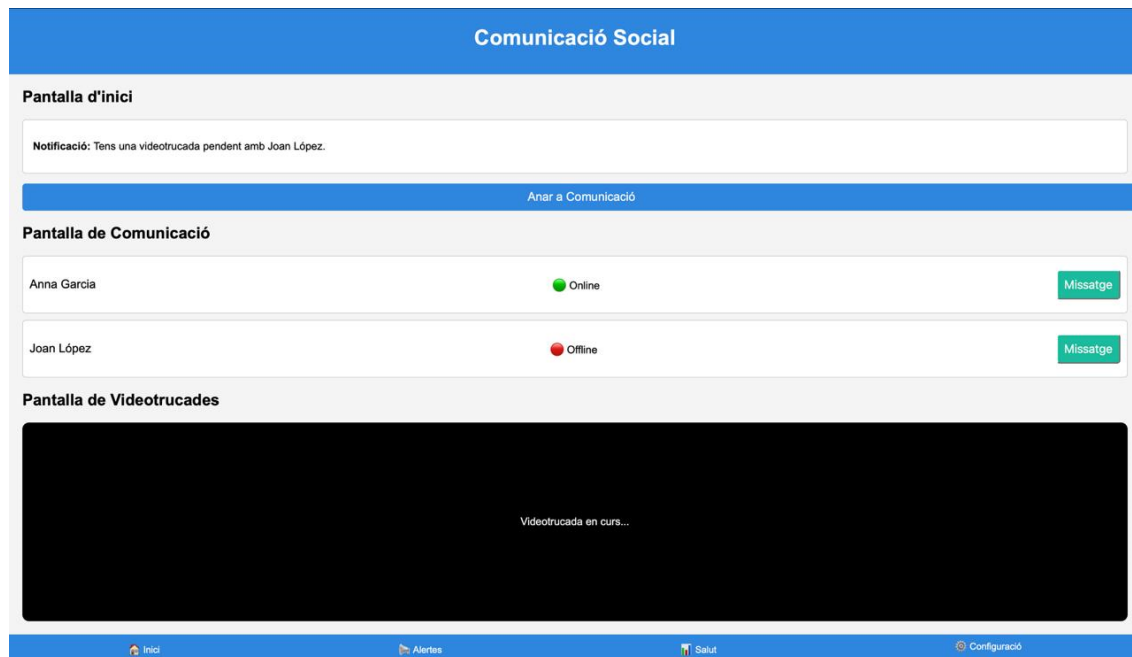 Comunicació Social
Pantalla d'inici
Notificació: Tens una videotrucada pendent amb Joan López.
Anar a Comunicació
Pantalla de Comunicació
Anna Garcia Online Missatge
Joan López Offline Missatge
Pantalla de Videotrucades
Videotrucada en curs...
Inici Alertes Salut Configuració